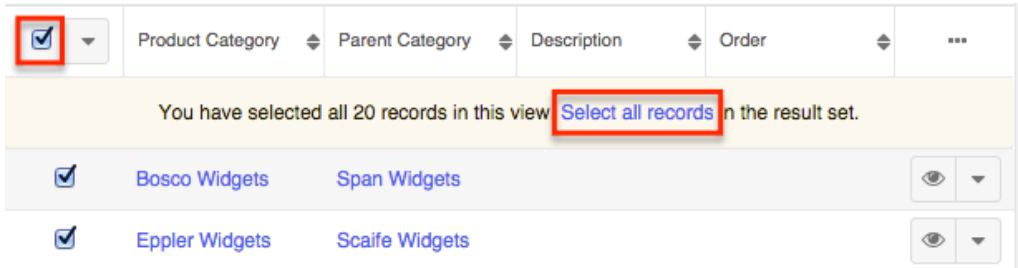 Product Category Parent Category Description Order
You have selected all 20 records in this view Select all records in the result set.
Bosco Widgets Span Widgets
Eppler Widgets Scaife Widgets